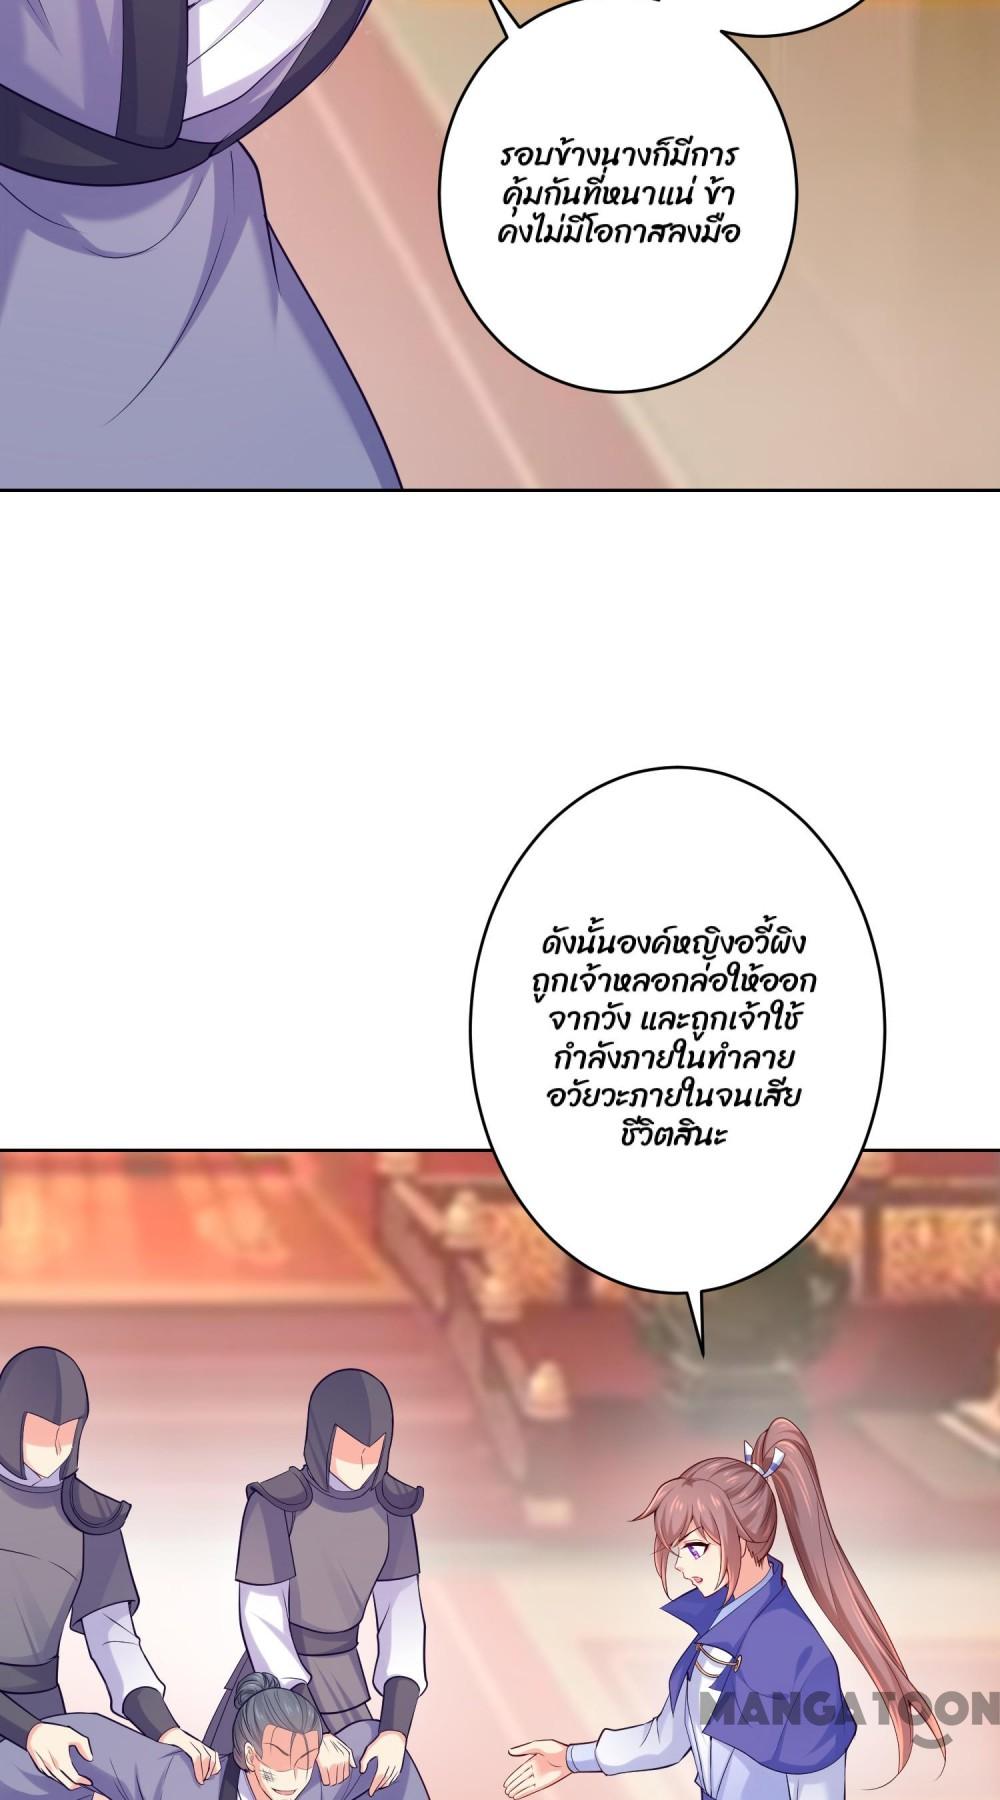 รอบข้างนางก็มีการ
คุ้มกันที่หนาแน่ ข้า
คงไม่มีโอกาสลงมือ
ดังนั้นองค์หญิงอวี้ผิง
ถูกเจ้าหลอกล่อให้ออก
จากวัง และถูกเจ้าใช้
กำลังภายในทำลาย
อวัยวะภายในจนเสีย
ชีวิตสินะ
MANGATOON